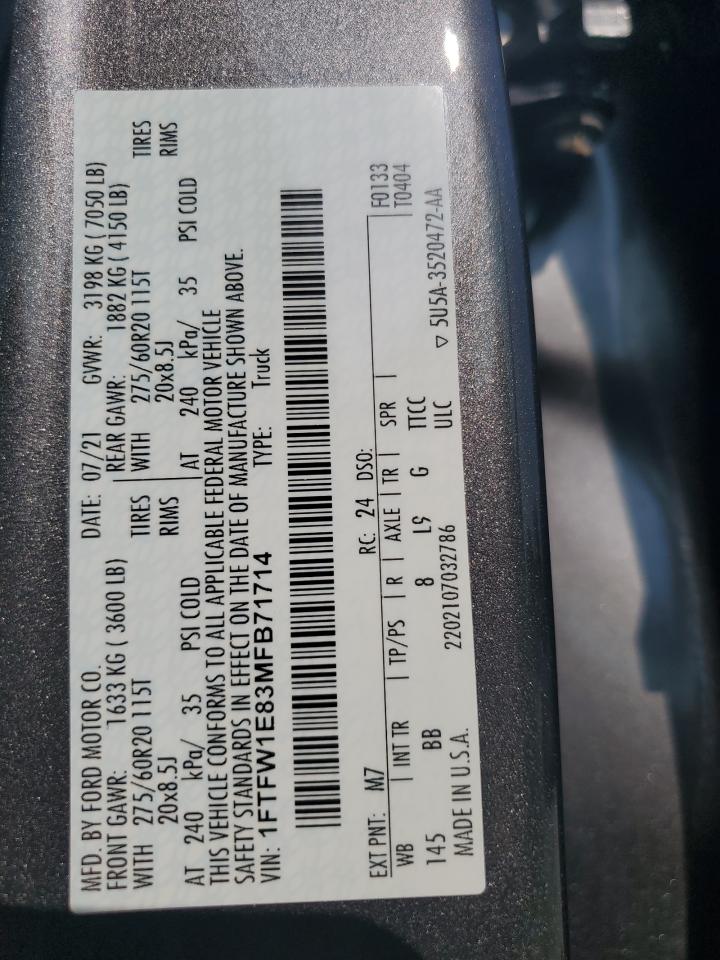 MFD. BY FORD MOTOR CO. DATE: 07/21 GVWR: 3198 KG ( 7050 LB)
FRONT GAWR: 1633 KG ( 3600 LB) REAR GAWR: 1882 KG ( 4150 LB)
WITH 275/60R20 115T TIRES WITH 275/60R20 115T TIRES
20x8.5J RIMS 20x8.5J RIMS
AT 240 kPa/ 35 PSI COLD AT 240 kPa/ 35 PSI COLD
THIS VEHICLE CONFORMS TO ALL APPLICABLE FEDERAL MOTOR VEHICLE
SAFETY STANDARDS IN EFFECT ON THE DATE OF MANUFACTURE SHOWN ABOVE.
VIN: 1FTFW1E83MFB71714 TYPE: Truck
EXT PNT: M7 RC: 24 DSO: F0133
WB INT TR TP/PS R AXLE TR SPR T0404
145 BB 8 L9 G TTCC
ULC
MADE IN U.S.A. 2202107032786 ▽ 5U5A-3520472-AA